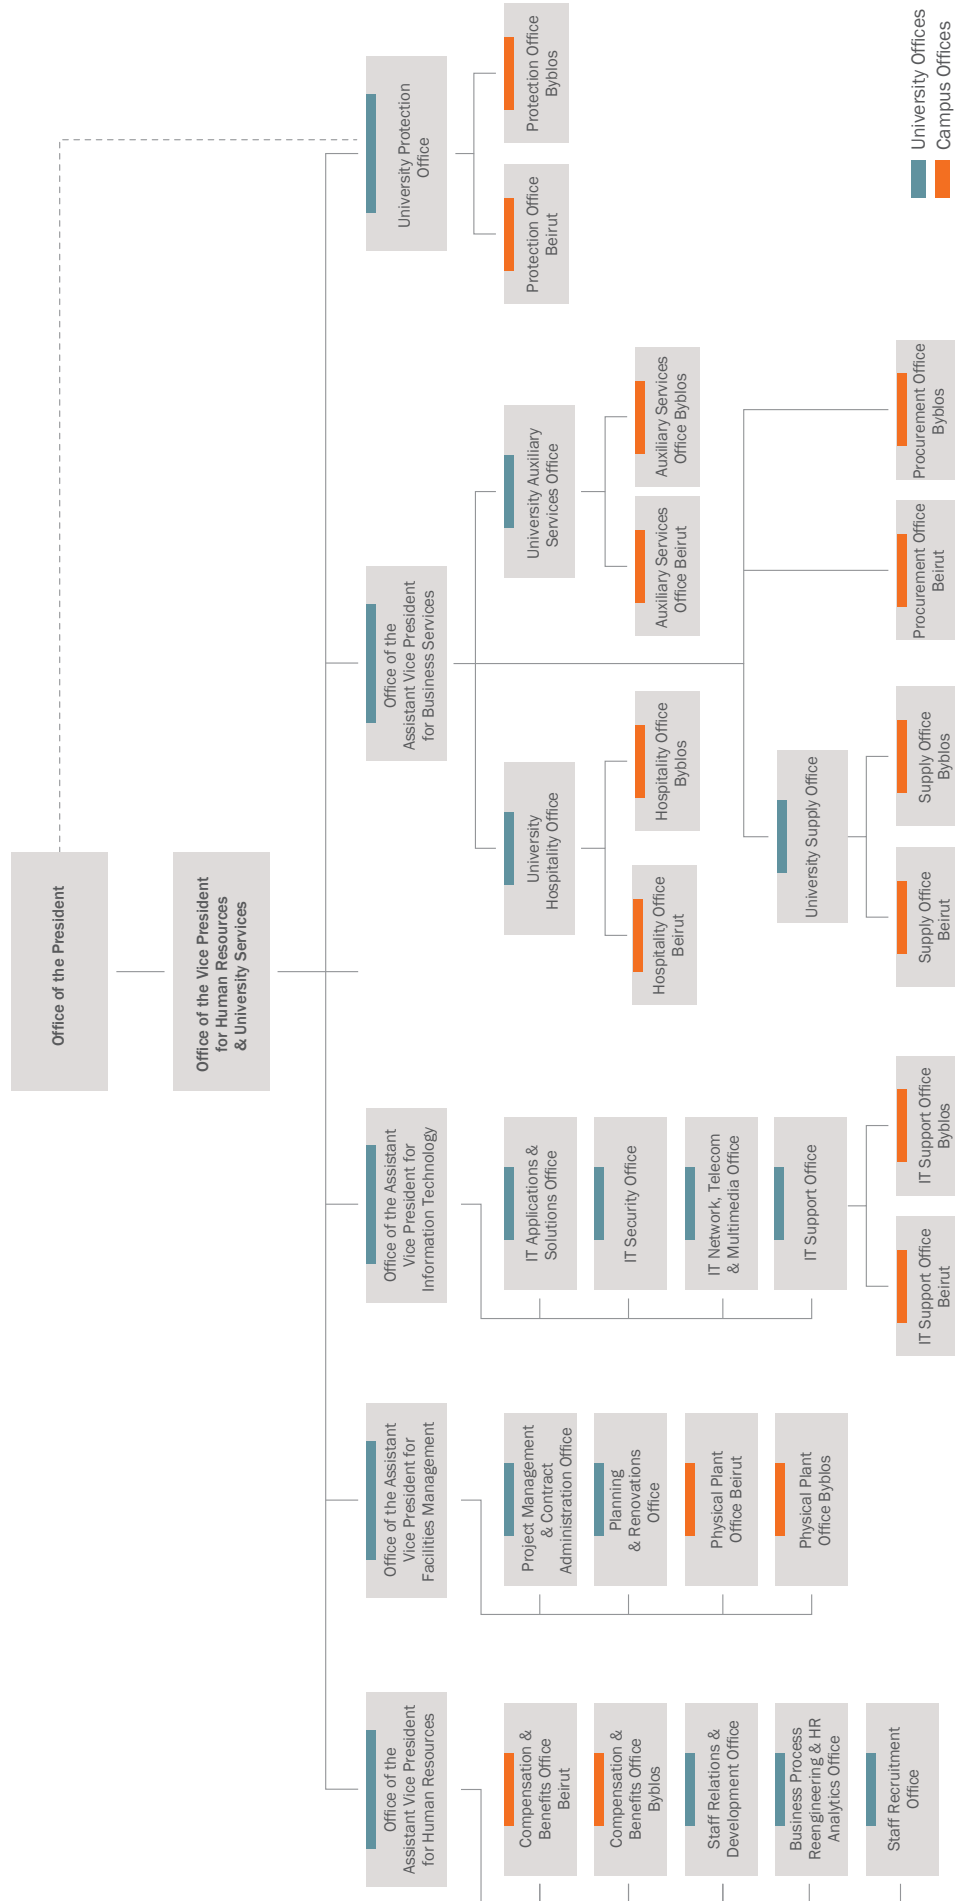 Office of the President
Office of the Vice President
for Human Resources
& University Services
Office of the
Assistant Vice President
for Human Resources
Office of the Assistant
Vice President for
Facilities Management
Office of the Assistant
Vice President for
Information Technology
Office of the
Assistant Vice President
for Business Services
University Protection
Office
Compensation &
Benefits Office
Beirut
Compensation &
Benefits Office
Byblos
Staff Relations &
Development Office
Business Process
Reengineering & HR
Analytics Office
Staff Recruitment
Office
Project Management
& Contract
Administration Office
Planning
& Renovations
Office
Physical Plant
Office Beirut
Physical Plant
Office Byblos
IT Applications &
Solutions Office
IT Security Office
IT Network, Telecom
& Multimedia Office
IT Support Office
IT Support Office
Beirut
IT Support Office
Byblos
University
Hospitality Office
Hospitality Office
Beirut
Hospitality Office
Byblos
University Auxiliary
Services Office
Auxiliary Services
Office Beirut
Auxiliary Services
Office Byblos
University Supply Office
Supply Office
Beirut
Supply Office
Byblos
Procurement Office
Beirut
Procurement Office
Byblos
Protection Office
Beirut
Protection Office
Byblos
University Offices
Campus Offices